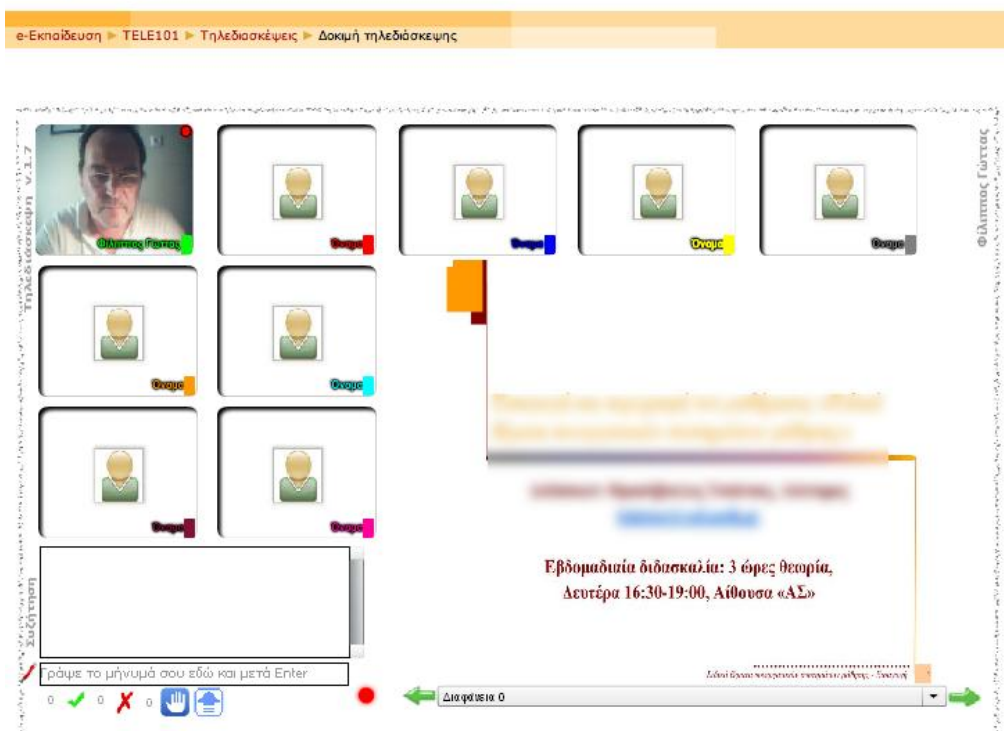 e-Εκπαίδευση ► TELE101 ► Τηλεδιασκέψεις ► Δοκιμή τηλεδιάσκεψης
Τηλεδιάσκεψη v.1.7
Φίλιππος Γώττας
Φίλιππος Γώττας
Όνομα
Όνομα
Όνομα
Όνομα
Όνομα
Όνομα
Όνομα
Όνομα
Εβδομαδιαία διδασκαλία: 3 ώρες θεωρία,
Δευτέρα 16:30-19:00, Αίθουσα «ΑΣ»
Συζήτηση
Γράψε το μήνυμά σου εδώ και μετά Enter
0 0 0
Διαφάνεια 0